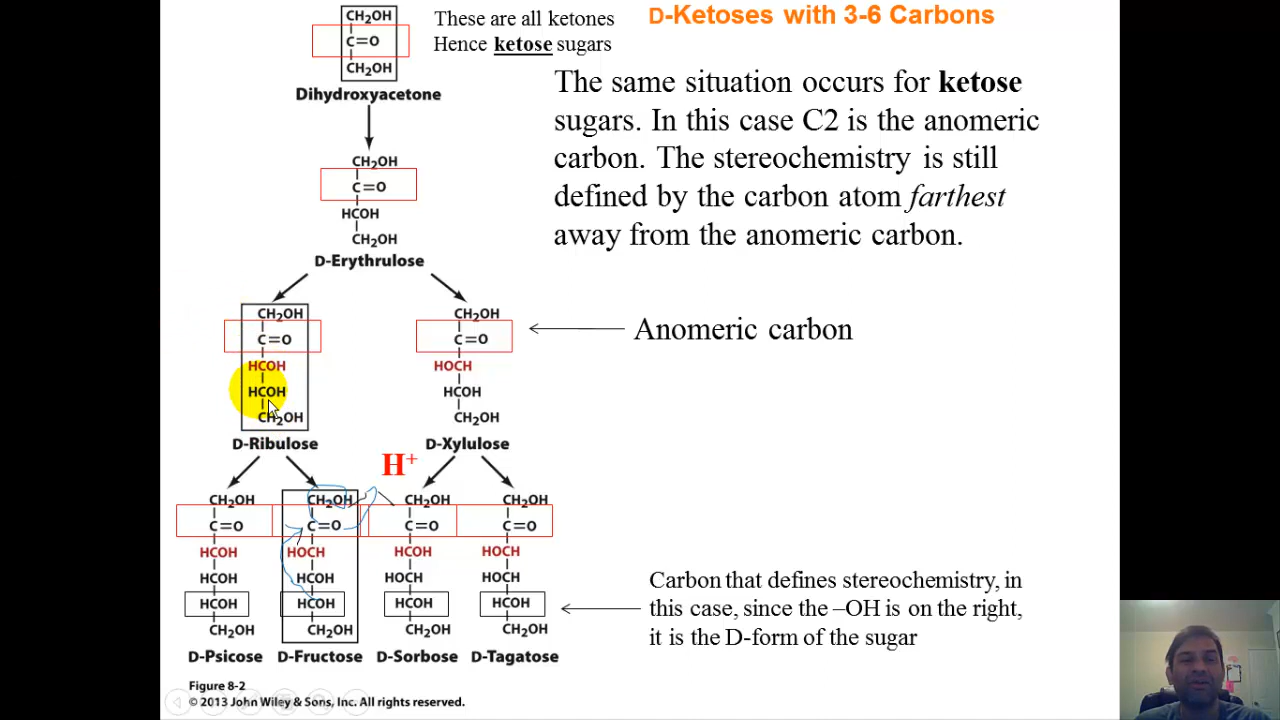 D-Ketoses with 3-6 Carbons
These are all ketones
Hence ketose sugars
CH₂OH
C=O
CH₂OH
Dihydroxyacetone
The same situation occurs for ketose
sugars. In this case C2 is the anomeric
carbon. The stereochemistry is still
defined by the carbon atom farthest
away from the anomeric carbon.
CH₂OH
C=O
HCOH
CH₂OH
D-Erythrulose
CH₂OH
C=O
HCOH
HCOH
CH₂OH
D-Ribulose
CH₂OH
C=O
HOCH
HCOH
CH₂OH
D-Xylulose
Anomeric carbon
H⁺
CH₂OH
C=O
HCOH
HCOH
HCOH
CH₂OH
D-Psicose
CH₂OH
C=O
HOCH
HCOH
HCOH
CH₂OH
D-Fructose
CH₂OH
C=O
HCOH
HOCH
HCOH
CH₂OH
D-Sorbose
CH₂OH
C=O
HOCH
HOCH
HCOH
CH₂OH
D-Tagatose
Carbon that defines stereochemistry, in
this case, since the –OH is on the right,
it is the D-form of the sugar
Figure 8-2
© 2013 John Wiley & Sons, Inc. All rights reserved.